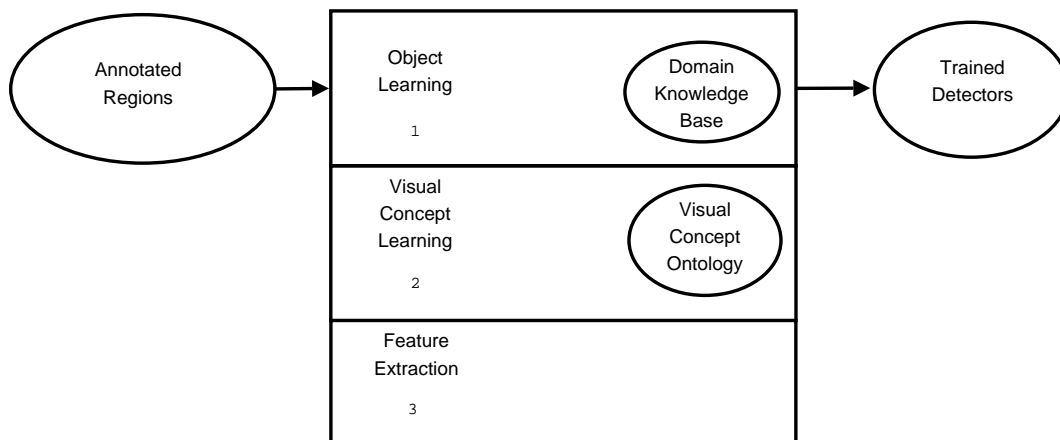 Annotated
Regions
Object
Learning
1
Domain
Knowledge
Base
Trained
Detectors
Visual
Concept
Learning
2
Visual
Concept
Ontology
Feature
Extraction
3